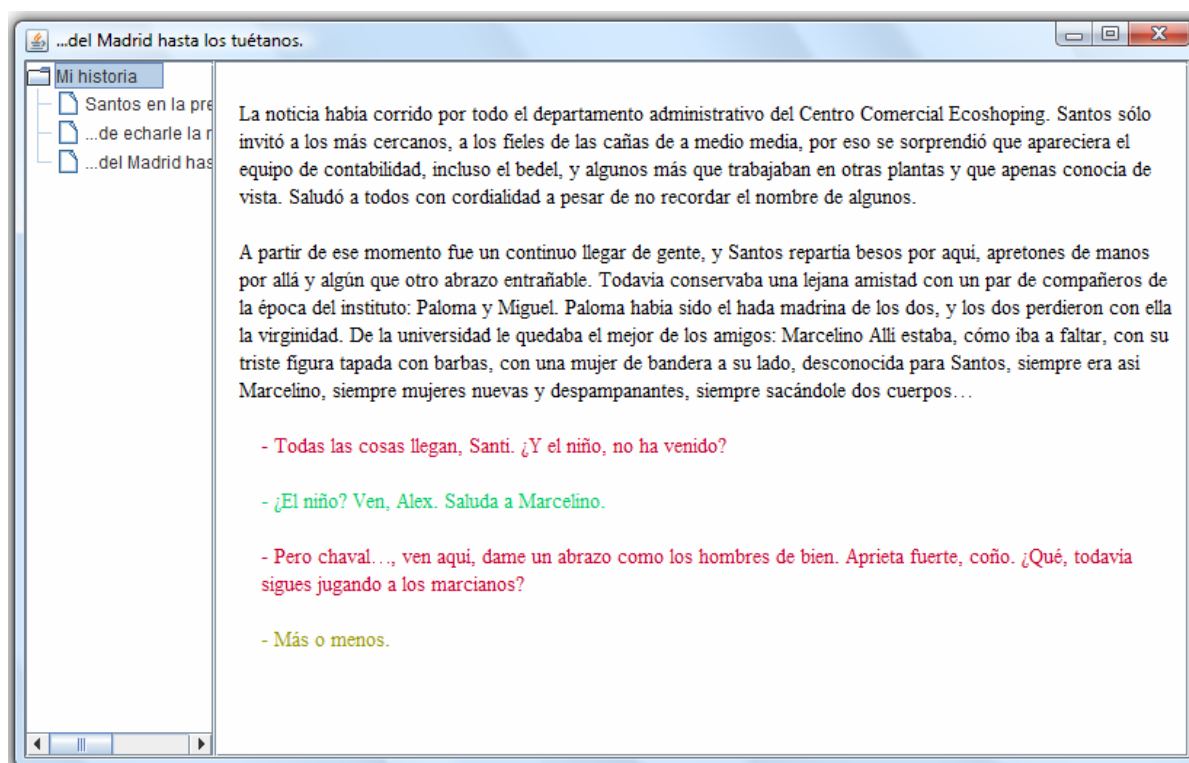 ...del Madrid hasta los tuétanos.
Mi historia
Santos en la pre
...de echarle la r
...del Madrid has
La noticia había corrido por todo el departamento administrativo del Centro Comercial Ecoshoping. Santos sólo
invitó a los más cercanos, a los fieles de las cañas de a medio media, por eso se sorprendió que apareciera el
equipo de contabilidad, incluso el bedel, y algunos más que trabajaban en otras plantas y que apenas conocía de
vista. Saludó a todos con cordialidad a pesar de no recordar el nombre de algunos.
A partir de ese momento fue un continuo llegar de gente, y Santos repartía besos por aquí, apretones de manos
por allá y algún que otro abrazo entrañable. Todavía conservaba una lejana amistad con un par de compañeros de
la época del instituto: Paloma y Miguel. Paloma había sido el hada madrina de los dos, y los dos perdieron con ella
la virginidad. De la universidad le quedaba el mejor de los amigos: Marcelino Allí estaba, cómo iba a faltar, con su
triste figura tapada con barbas, con una mujer de bandera a su lado, desconocida para Santos, siempre era así
Marcelino, siempre mujeres nuevas y despampanantes, siempre sacándole dos cuerpos…
- Todas las cosas llegan, Santi. ¿Y el niño, no ha venido?
- ¿El niño? Ven, Alex. Saluda a Marcelino.
- Pero chaval…, ven aquí, dame un abrazo como los hombres de bien. Aprieta fuerte, coño. ¿Qué, todavía
sigues jugando a los marcianos?
- Más o menos.